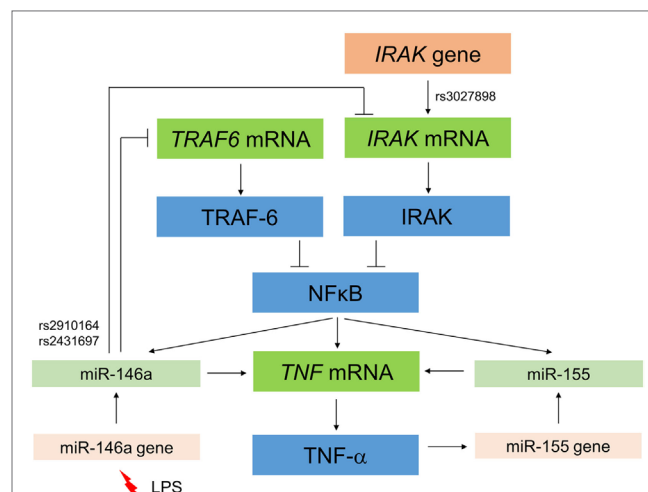 IRAK gene
rs3027898
TRAF6 mRNA
IRAK mRNA
TRAF-6
IRAK
NFκB
rs2910164
rs2431697
miR-146a
TNF mRNA
miR-155
miR-146a gene
TNF-α
miR-155 gene
LPS